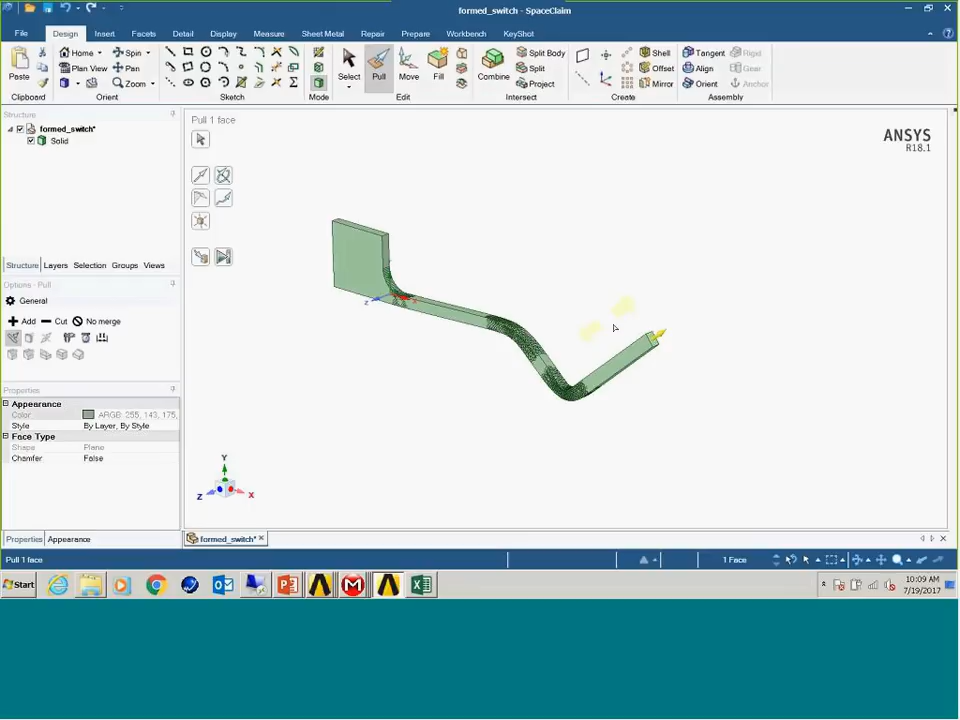 formed_switch - SpaceClaim
File Design Insert Facets Detail Display Measure Sheet Metal Repair Prepare Workbench KeyShot
Home Spin Split Body Shell Tangent Rigid
Plan View Pan Split Offset Align Gear
Paste Zoom Select Pull Move Fill Combine Project Mirror Orient Anchor
Clipboard Orient Sketch Mode Edit Intersect Create Assembly
Structure
formed_switch*
Solid
Pull 1 face
ANSYS
R18.1
Structure Layers Selection Groups Views
Options - Pull
General
Add Cut No merge
Properties
Appearance
Color ARGB: 255, 143, 175,
Style By Layer, By Style
Face Type
Shape Plane
Chamfer False
Y
Z
X
z
x
Properties Appearance
formed_switch*
Pull 1 face 1 Face
Start
10:09 AM
7/19/2017